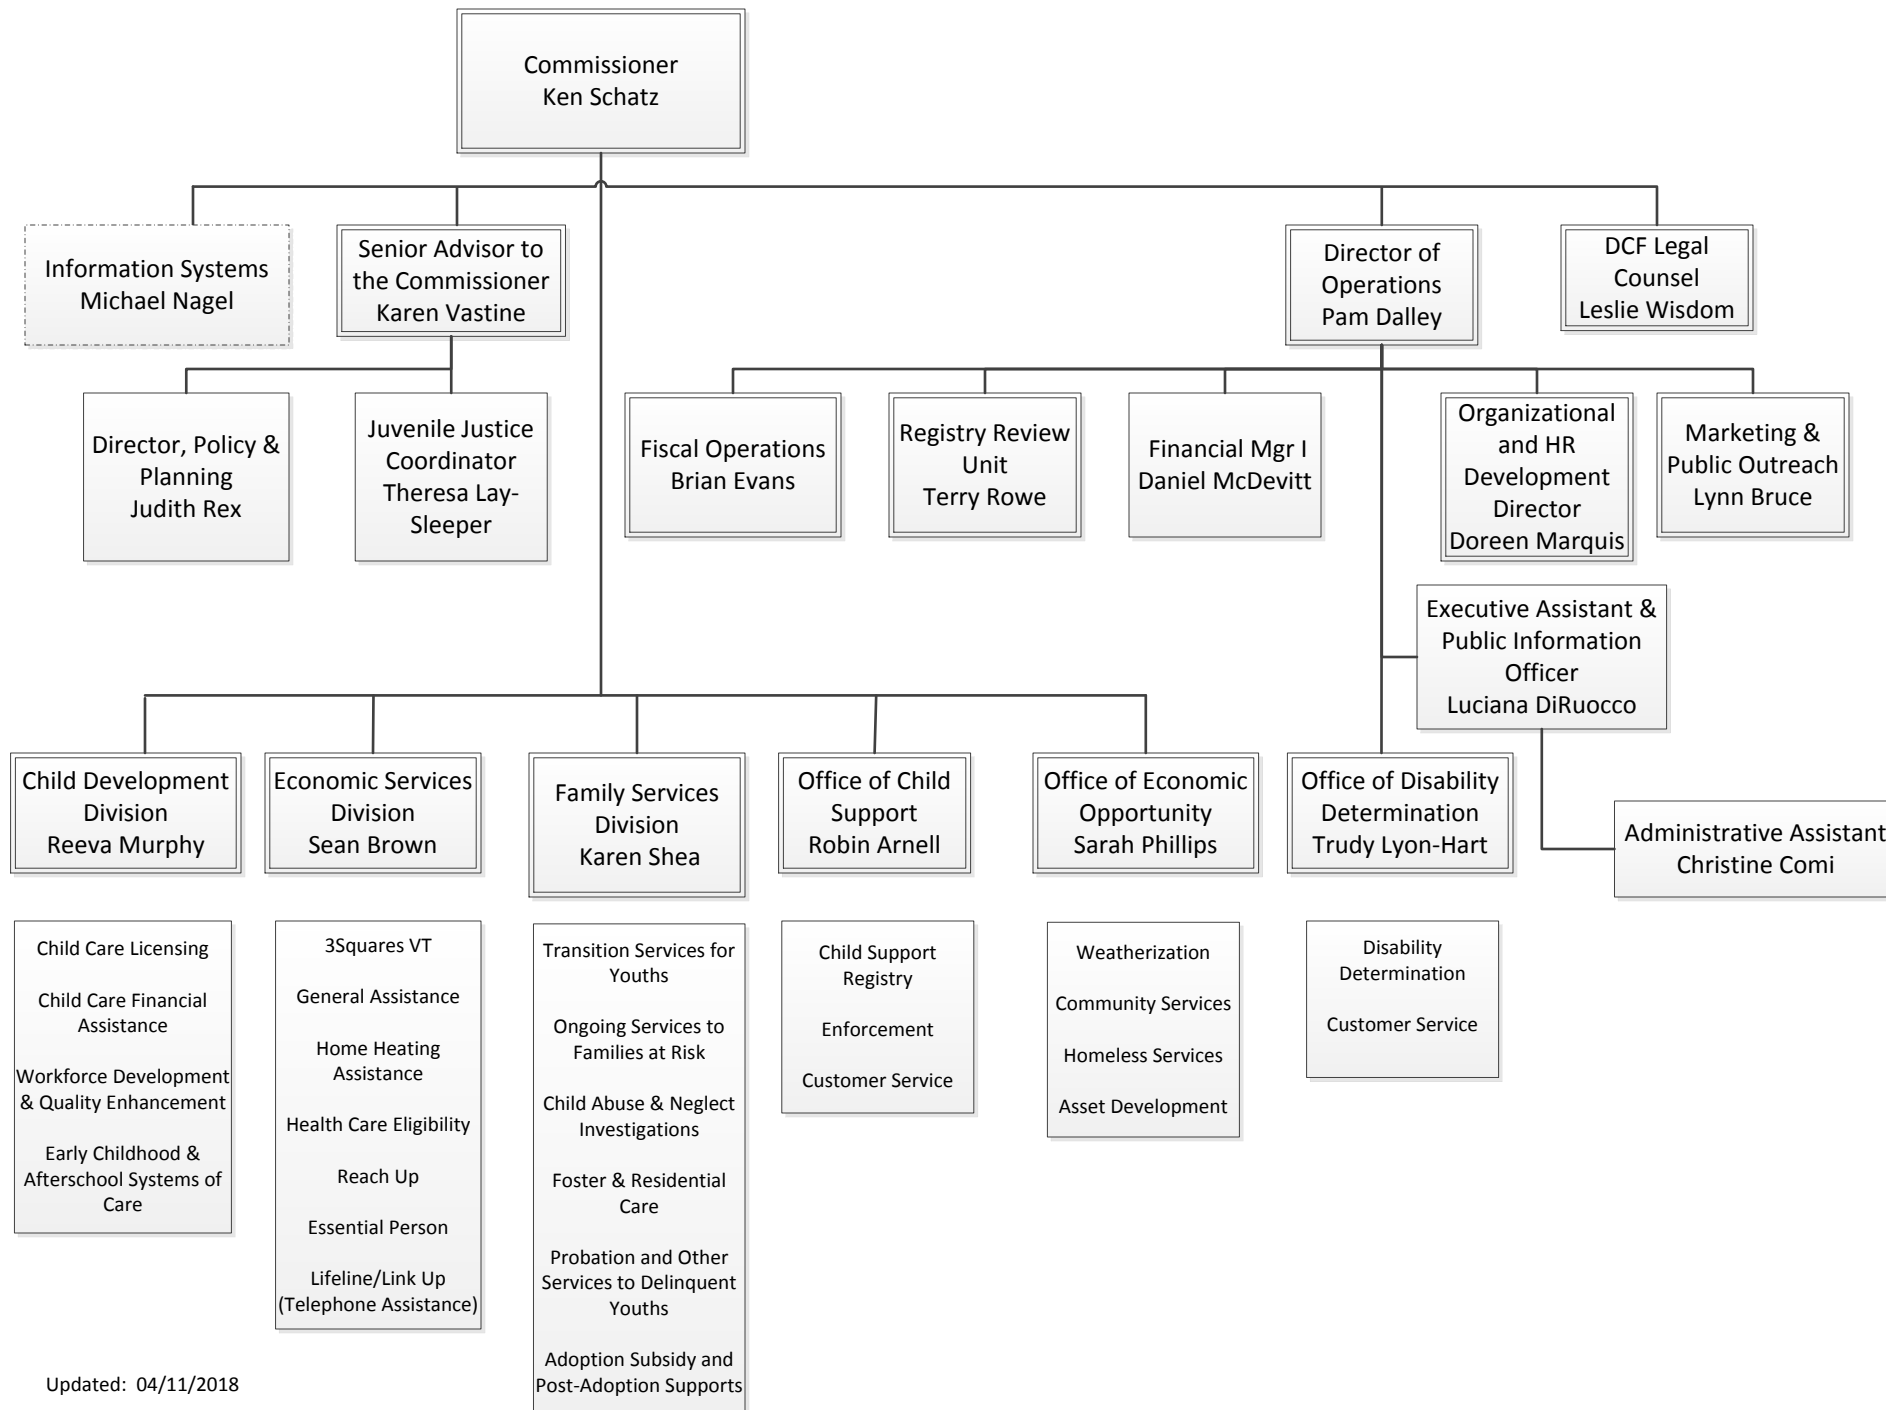 Commissioner
Ken Schatz
Information Systems
Michael Nagel
Senior Advisor to
the Commissioner
Karen Vastine
Director of
Operations
Pam Dalley
DCF Legal
Counsel
Leslie Wisdom
Director, Policy &
Planning
Judith Rex
Juvenile Justice
Coordinator
Theresa Lay-
Sleeper
Fiscal Operations
Brian Evans
Registry Review
Unit
Terry Rowe
Financial Mgr I
Daniel McDevitt
Organizational
and HR
Development
Director
Doreen Marquis
Marketing &
Public Outreach
Lynn Bruce
Executive Assistant &
Public Information
Officer
Luciana DiRuocco
Child Development
Division
Reeva Murphy
Economic Services
Division
Sean Brown
Family Services
Division
Karen Shea
Office of Child
Support
Robin Arnell
Office of Economic
Opportunity
Sarah Phillips
Office of Disability
Determination
Trudy Lyon-Hart
Administrative Assistant
Christine Comi
Child Care Licensing
Child Care Financial
Assistance
Workforce Development
& Quality Enhancement
Early Childhood &
Afterschool Systems of
Care
3Squares VT
General Assistance
Home Heating
Assistance
Health Care Eligibility
Reach Up
Essential Person
Lifeline/Link Up
(Telephone Assistance)
Transition Services for
Youths
Ongoing Services to
Families at Risk
Child Abuse & Neglect
Investigations
Foster & Residential
Care
Probation and Other
Services to Delinquent
Youths
Adoption Subsidy and
Post-Adoption Supports
Child Support
Registry
Enforcement
Customer Service
Weatherization
Community Services
Homeless Services
Asset Development
Disability
Determination
Customer Service
Updated: 04/11/2018